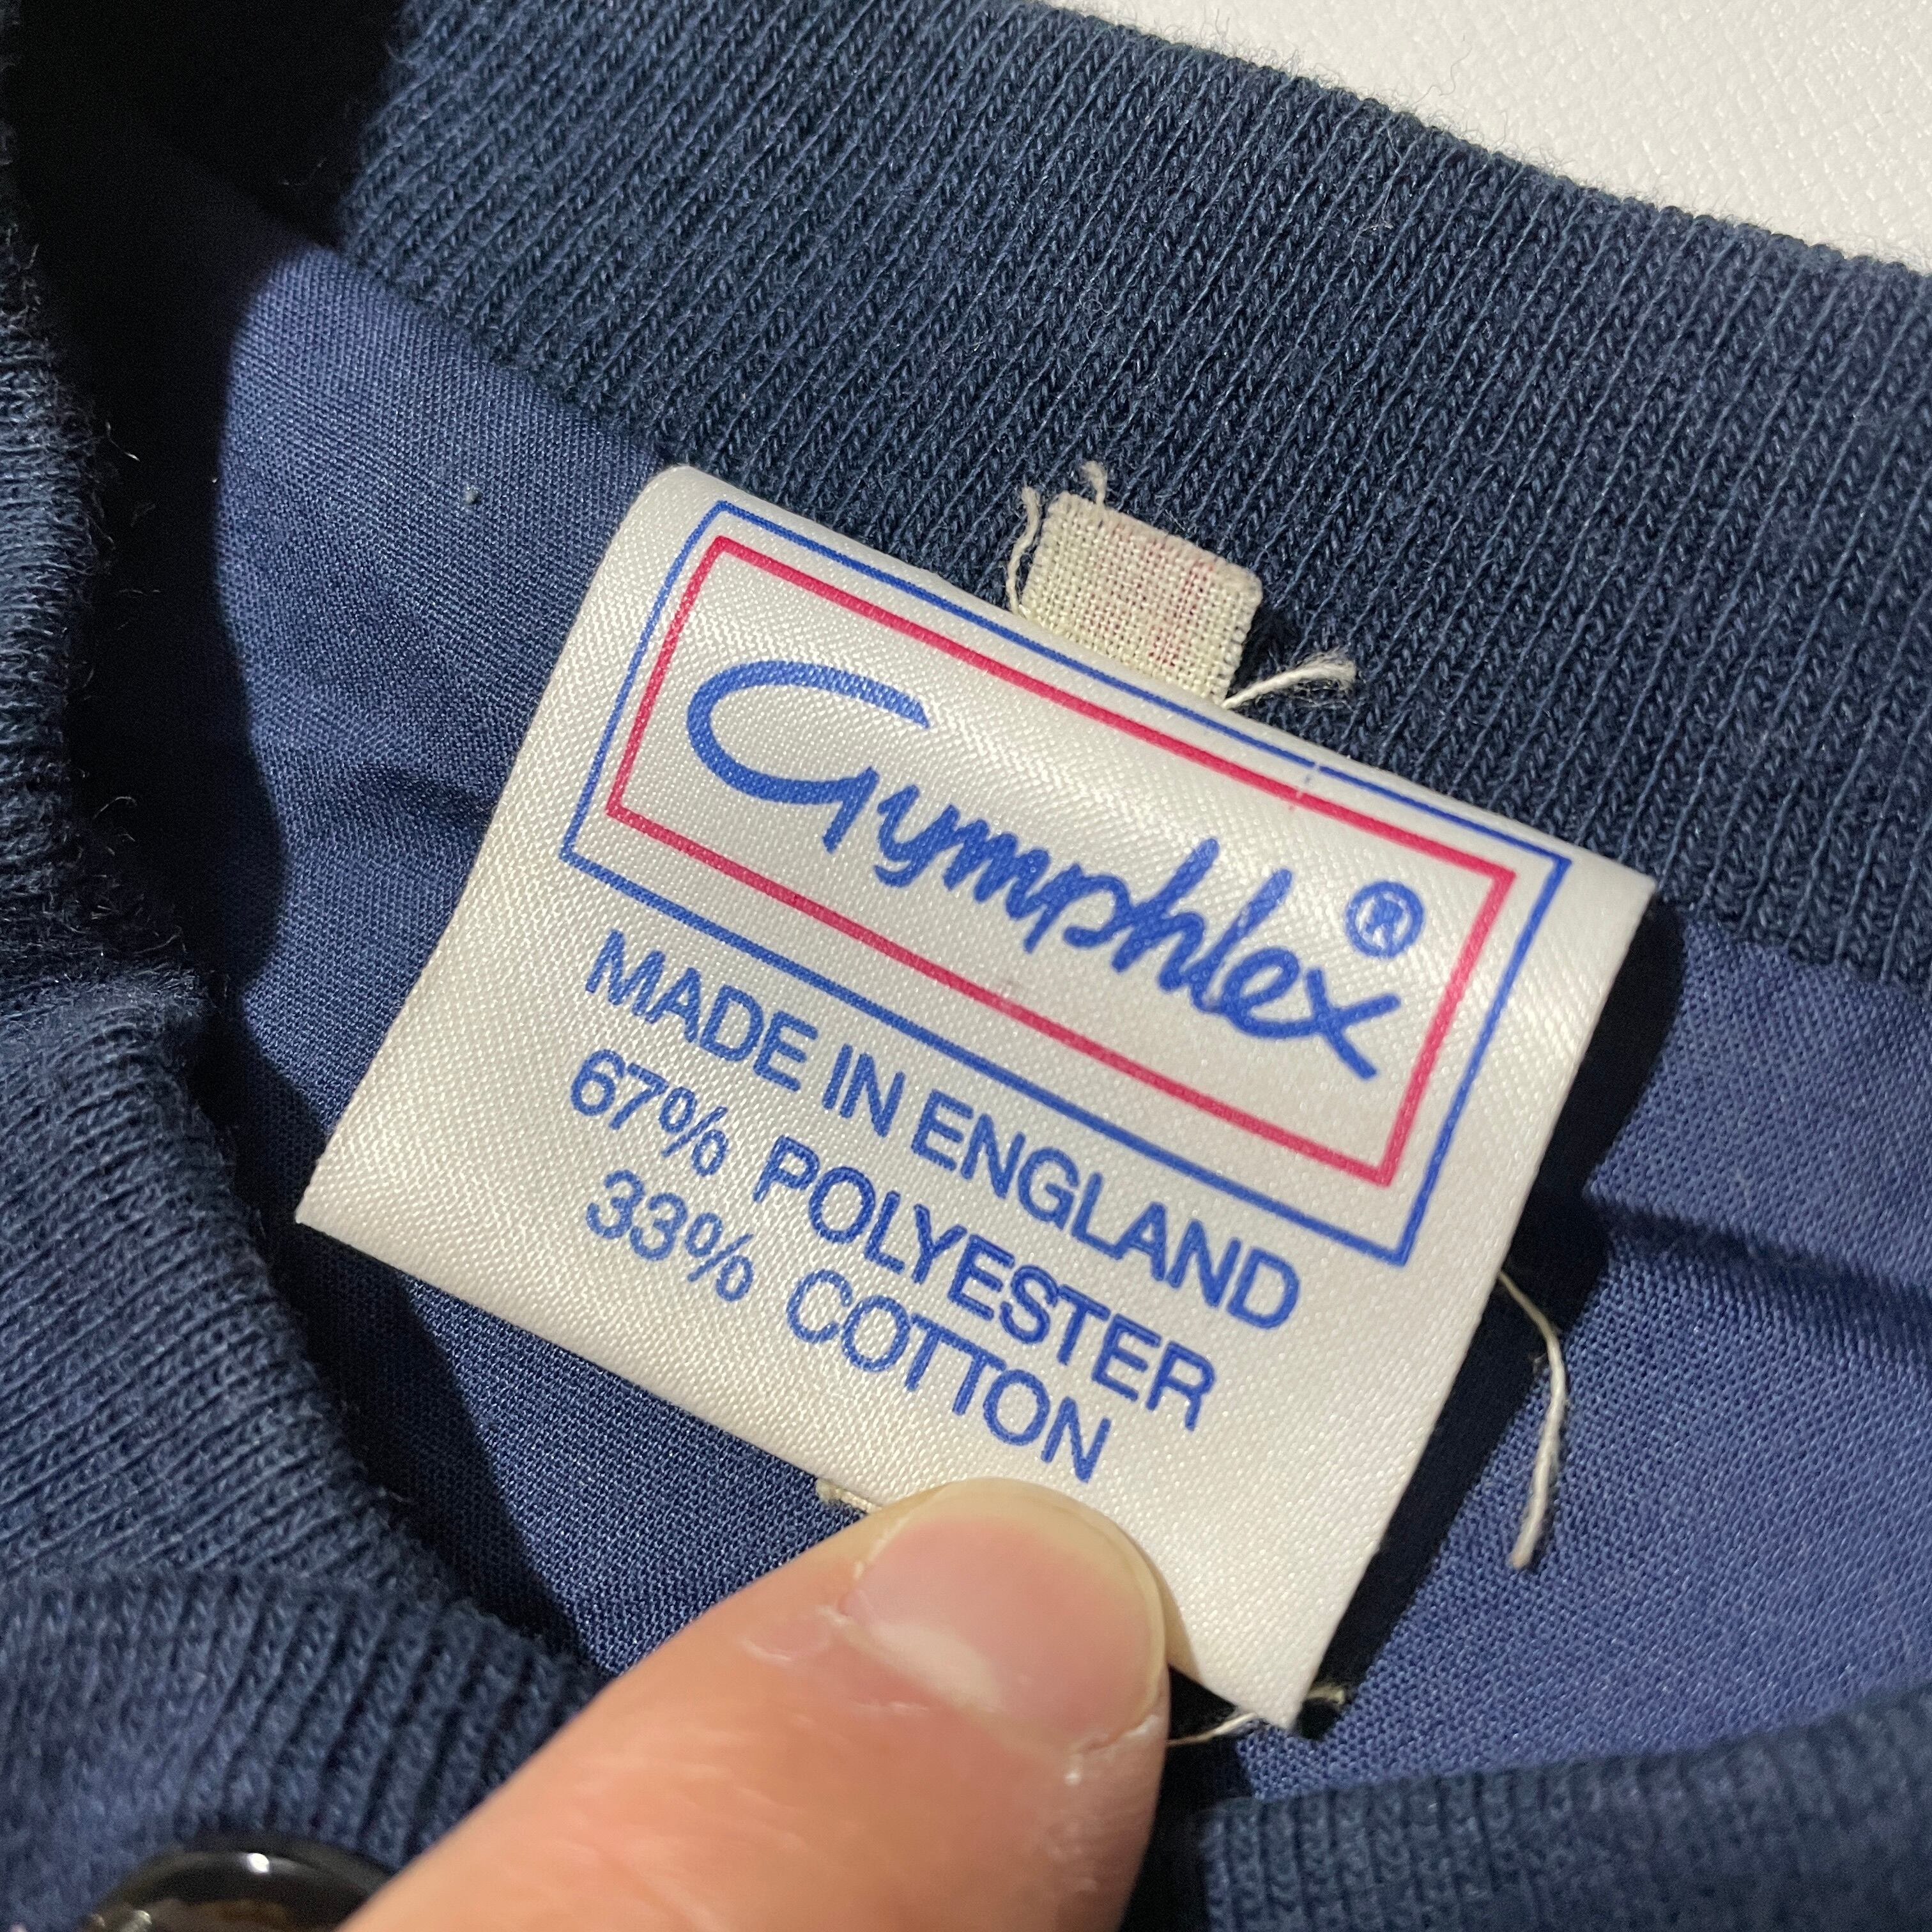 Gymphlex®
MADE IN ENGLAND
67% POLYESTER
33% COTTON